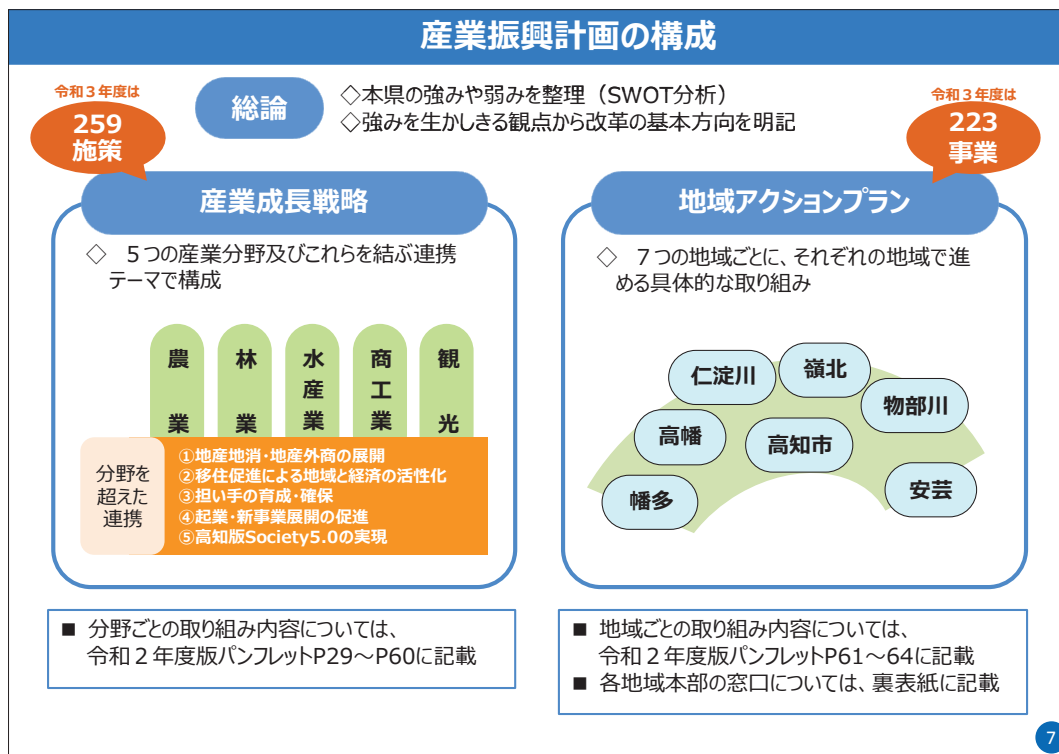 産業振興計画の構成
令和３年度は
259
施策
総論
◇本県の強みや弱みを整理（SWOT分析）
◇強みを生かしきる観点から改革の基本方向を明記
令和３年度は
223
事業
産業成長戦略
◇ ５つの産業分野及びこれらを結ぶ連携
テーマで構成
農業
林業
水産業
商工業
観光
分野を
超えた
連携
①地産地消・地産外商の展開
②移住促進による地域と経済の活性化
③担い手の育成・確保
④起業・新事業展開の促進
⑤高知版Society5.0の実現
■ 分野ごとの取り組み内容については、
令和２年度版パンフレットP29～P60に記載
地域アクションプラン
◇ ７つの地域ごとに、それぞれの地域で進
める具体的な取り組み
仁淀川
嶺北
物部川
高幡
高知市
幡多
安芸
■ 地域ごとの取り組み内容については、
令和２年度版パンフレットP61～64に記載
■ 各地域本部の窓口については、裏表紙に記載
7